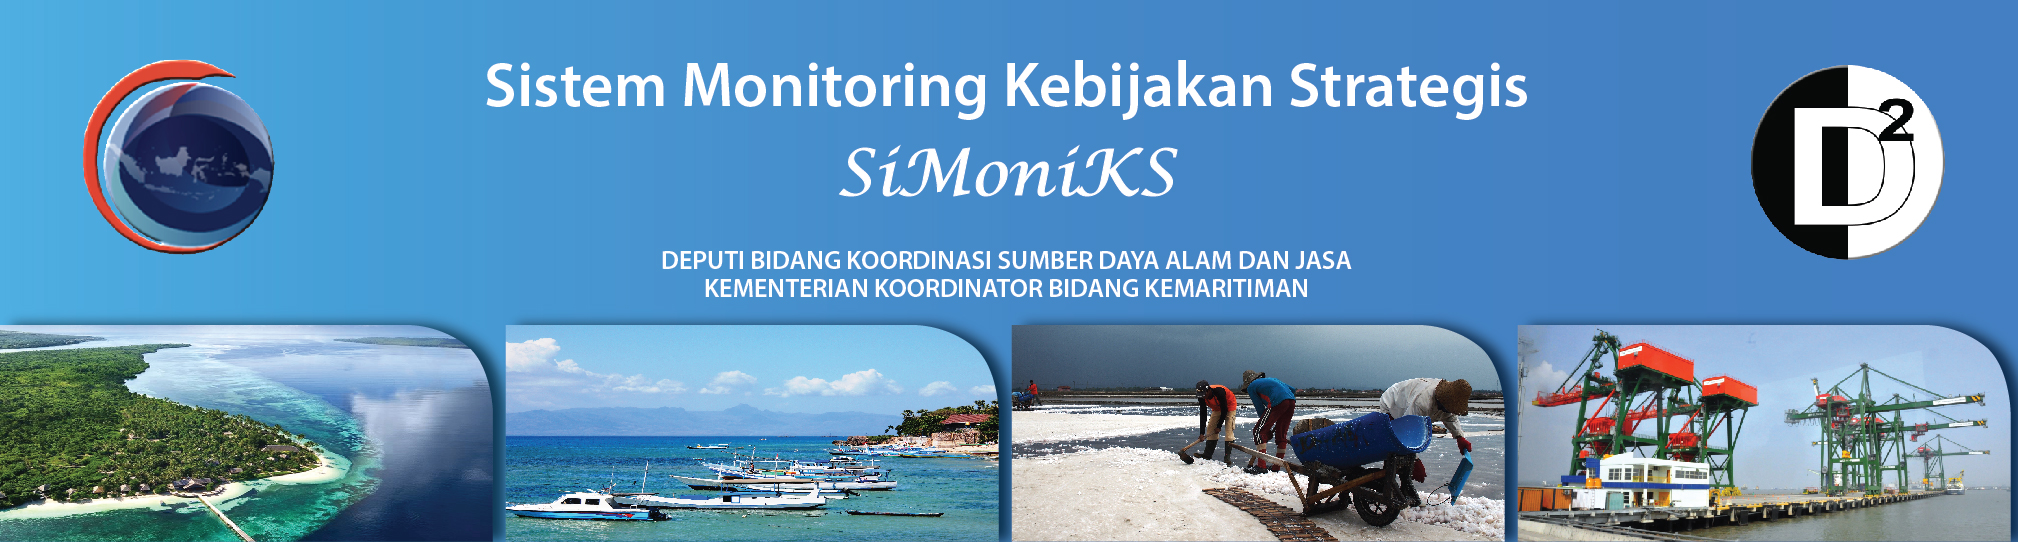 Sistem Monitoring Kebijakan Strategis
SiMoniKS
D2
DEPUTI BIDANG KOORDINASI SUMBER DAYA ALAM DAN JASA
KEMENTERIAN KOORDINATOR BIDANG KEMARITIMAN